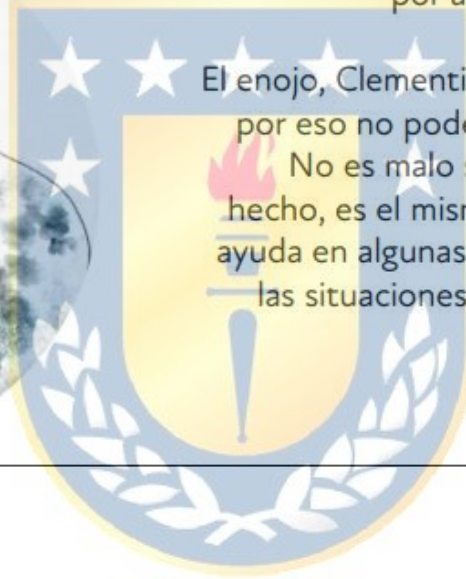 por
El enojo, Clementi
por eso no pod
No es malo
hecho, es el mism
ayuda en algunas
las situaciones